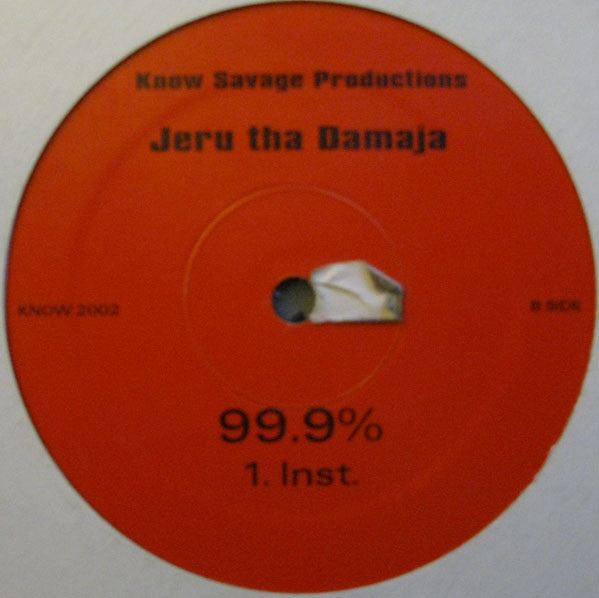 Know Savage Productions
Jeru tha Damaja
KNOW 2002
B SIDE
99.9%
1. Inst.